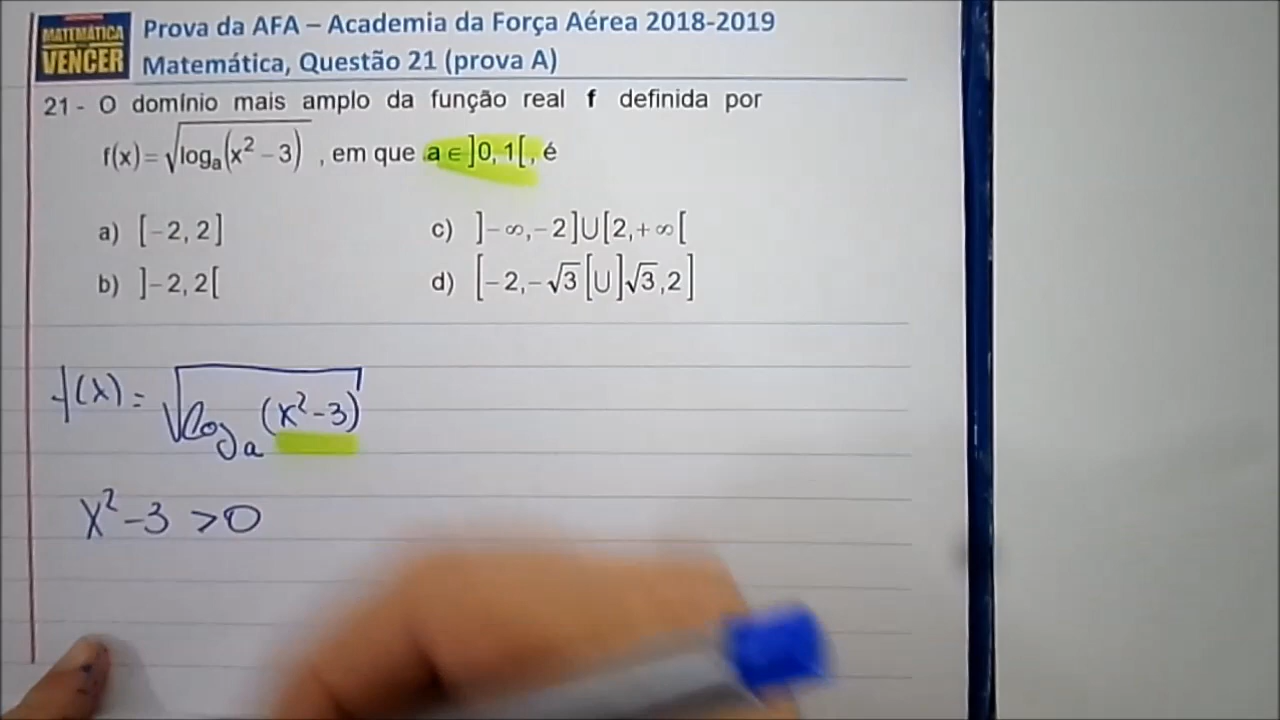 MATEMÁTICA
VENCER
Prova da AFA – Academia da Força Aérea 2018-2019
Matemática, Questão 21 (prova A)
21 - O domínio mais amplo da função real f definida por
f(x) = √(logₐ(x² – 3)) , em que a ∈ ]0, 1[ , é
a) [– 2, 2]
c) ]– ∞, – 2] ∪ [2, + ∞[
b) ]– 2, 2[
d) [– 2, – √3[ ∪ ]√3, 2]
f(x) = √(logₐ(x² – 3))
x² – 3 > 0